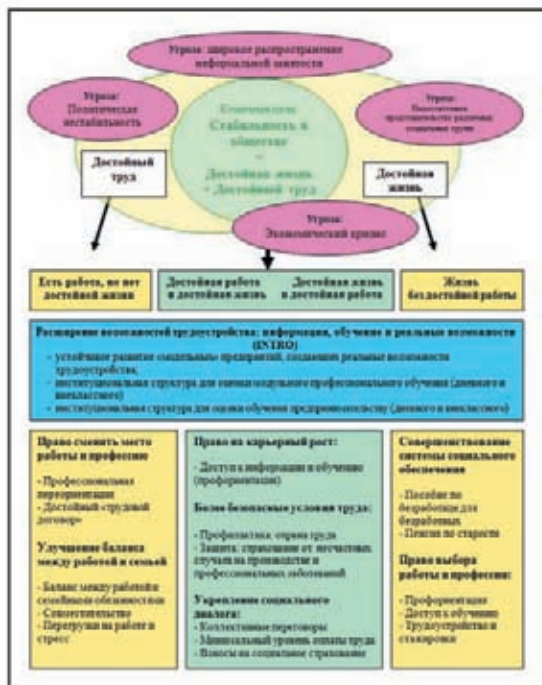 Угроза: широкое распространение
неформальной занятости
Угроза:
Политическая
нестабильность
Угроза:
представительства различных
социальных групп
Стабильность в
обществе
=
Достойная жизнь
+ Достойный труд
Достойный
труд
Достойная
жизнь
Угроза:
Экономический кризис
Есть работа, но нет
достойной жизни
Достойная работа
и достойная жизнь
Достойная жизнь
и достойная работа
Жизнь
без достойной работы
Расширение возможностей трудоустройства: информация, обучение и реальные возможности
(INTRO)
- устойчивое развитие «модельных» предприятий, создающих реальные возможности
трудоустройства;
- институциональная структура для оценки модульного профессионального обучения (дневного и
внеклассного)
- институциональная структура для оценки обучения предпринимательству (дневного и внеклассного)
Право сменить место
работы и профессию
- Профессиональная
переориентация
- Достойный «трудовой
договор»
Улучшение баланса
между работой и семьей
- Баланс между работой и
семейными обязанностями
- Совместительство
- Перегрузки на работе и
стресс
Право на карьерный рост:
- Доступ к информации и обучению
(профориентация)
Более безопасные условия труда:
- Профилактика: охрана труда
- Защита: страхование от несчастных
случаев на производстве и
профессиональных заболеваний
Укрепление социального
диалога:
- Коллективные переговоры
- Минимальный уровень оплаты труда
- Взносы на социальное страхование
Совершенствование
системы социального
обеспечения
- Пособие по
безработице для
безработных
- Пенсия по старости
Право выбора
работы и профессии:
- Профориентация
- Доступ к обучению
- Трудоустройство и
стажировки